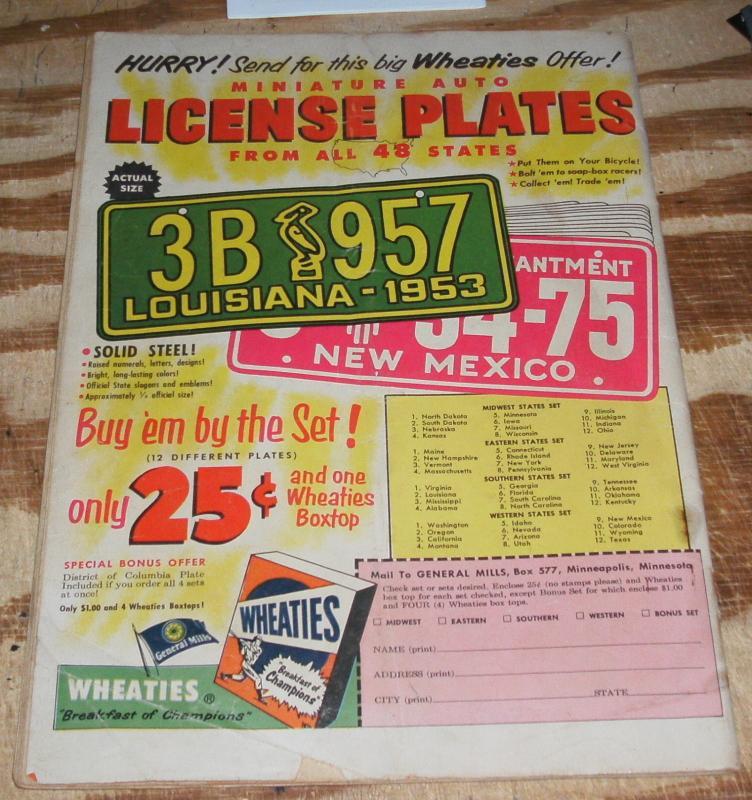 HURRY! Send for this big Wheaties Offer!
MINIATURE AUTO
LICENSE PLATES
FROM ALL 48 STATES
★Put Them on Your Bicycle!
★Bolt 'em to soap-box racers!
★Collect 'em! Trade 'em!
ACTUAL
SIZE
3B 957
LOUISIANA-1953
ANTMENT
54-75
NEW MEXICO
• SOLID STEEL!
• Raised numerals, letters, designs!
• Bright, long-lasting colors!
• Official State slogans and emblems!
• Approximately ⅓ official size!
Buy 'em by the Set!
(12 DIFFERENT PLATES)
only 25¢ and one
Wheaties
Boxtop
MIDWEST STATES SET
1. North Dakota 5. Minnesota 9. Illinois
2. South Dakota 6. Iowa 10. Michigan
3. Nebraska 7. Missouri 11. Indiana
4. Kansas 8. Wisconsin 12. Ohio
EASTERN STATES SET
1. Maine 5. Connecticut 9. New Jersey
2. New Hampshire 6. Rhode Island 10. Delaware
3. Vermont 7. New York 11. Maryland
4. Massachusetts 8. Pennsylvania 12. West Virginia
SOUTHERN STATES SET
1. Virginia 5. Georgia 9. Tennessee
2. Louisiana 6. Florida 10. Arkansas
3. Mississippi 7. South Carolina 11. Oklahoma
4. Alabama 8. North Carolina 12. Kentucky
WESTERN STATES SET
1. Washington 5. Idaho 9. New Mexico
2. Oregon 6. Nevada 10. Colorado
3. California 7. Arizona 11. Wyoming
4. Montana 8. Utah 12. Texas
SPECIAL BONUS OFFER
District of Columbia Plate
Included if you order all 4 sets
at once!
Only $1.00 and 4 Wheaties Boxtops!
General Mills
WHEATIES
"Breakfast of
Champions"
WHEATIES®
"Breakfast of Champions"
Mail To GENERAL MILLS, Box 577, Minneapolis, Minnesota
Check set or sets desired. Enclose 25¢ (no stamps please) and Wheaties
box top for each set checked, except Bonus Set for which enclose $1.00
and FOUR (4) Wheaties box tops.
☐ MIDWEST ☐ EASTERN ☐ SOUTHERN ☐ WESTERN ☐ BONUS SET
NAME (print)
ADDRESS (print)
CITY (print) STATE